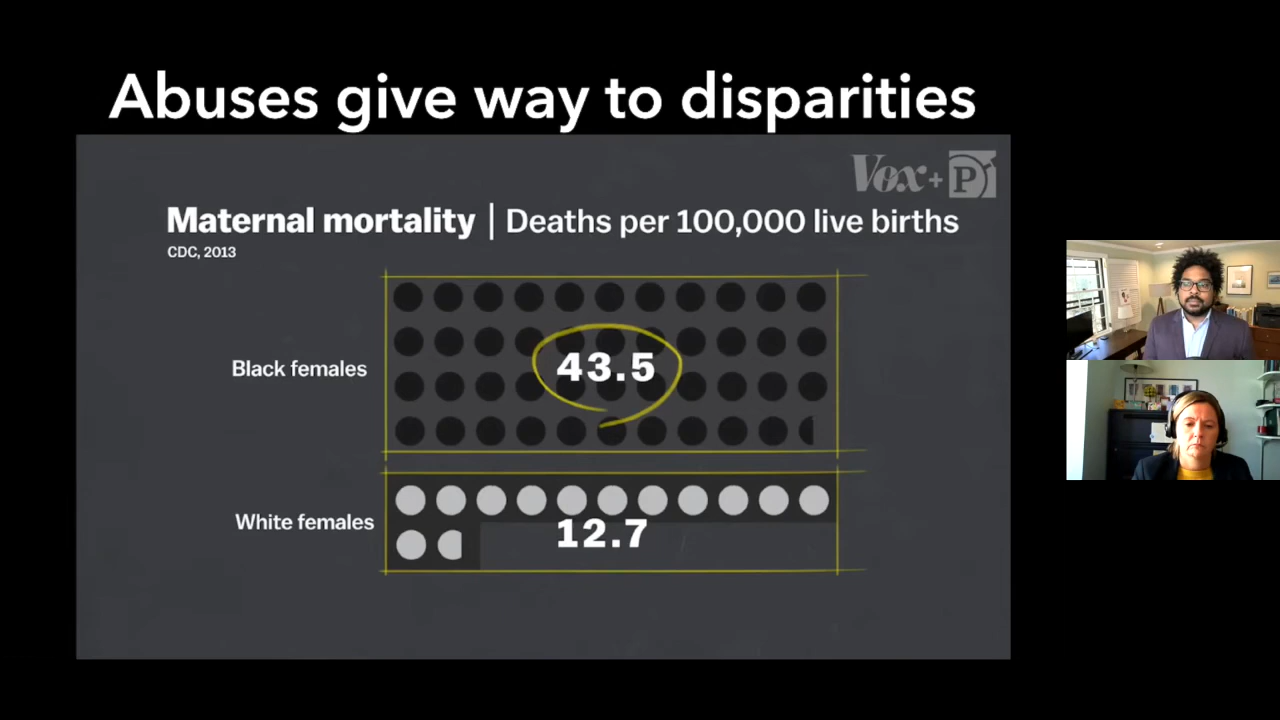 Abuses give way to disparities
Vox+P
Maternal mortality | Deaths per 100,000 live births
CDC, 2013
Black females
43.5
White females
12.7